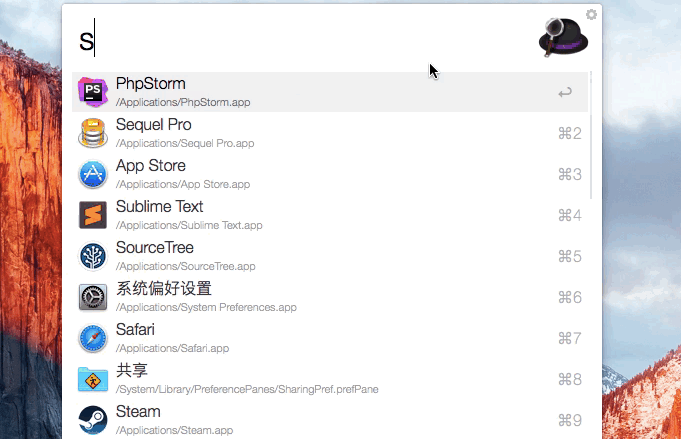 S
PhpStorm
/Applications/PhpStorm.app
Sequel Pro
/Applications/Sequel Pro.app
⌘2
App Store
/Applications/App Store.app
⌘3
Sublime Text
/Applications/Sublime Text.app
⌘4
SourceTree
/Applications/SourceTree.app
⌘5
系统偏好设置
/Applications/System Preferences.app
⌘6
Safari
/Applications/Safari.app
⌘7
共享
/System/Library/PreferencePanes/SharingPref.prefPane
⌘8
Steam
/Applications/Steam.app
⌘9